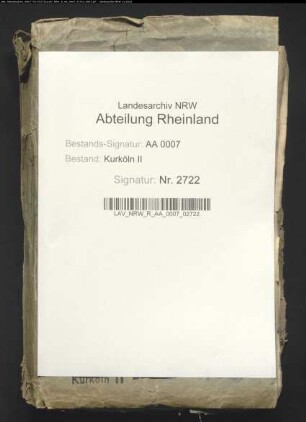 Landesarchiv NRW
Abteilung Rheinland
Bestands-Signatur: AA 0007
Bestand: Kurköln II
Signatur: Nr. 2722
LAV_NRW_R_AA_0007_02722
Kurköln II